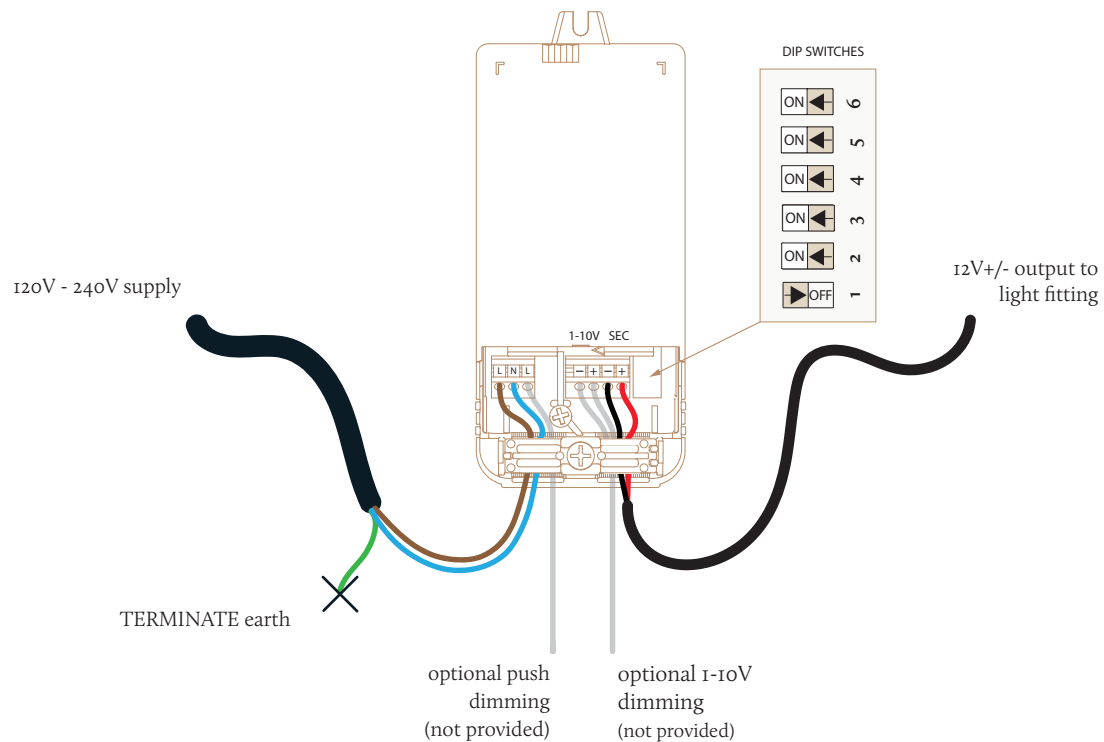 DIP SWITCHES
ON 6
ON 5
ON 4
ON 3
ON 2
OFF 1
120V - 240V supply
12V+/- output to
light fitting
1-10V SEC
L N L
− + − +
TERMINATE earth
optional push
dimming
(not provided)
optional 1-10V
dimming
(not provided)